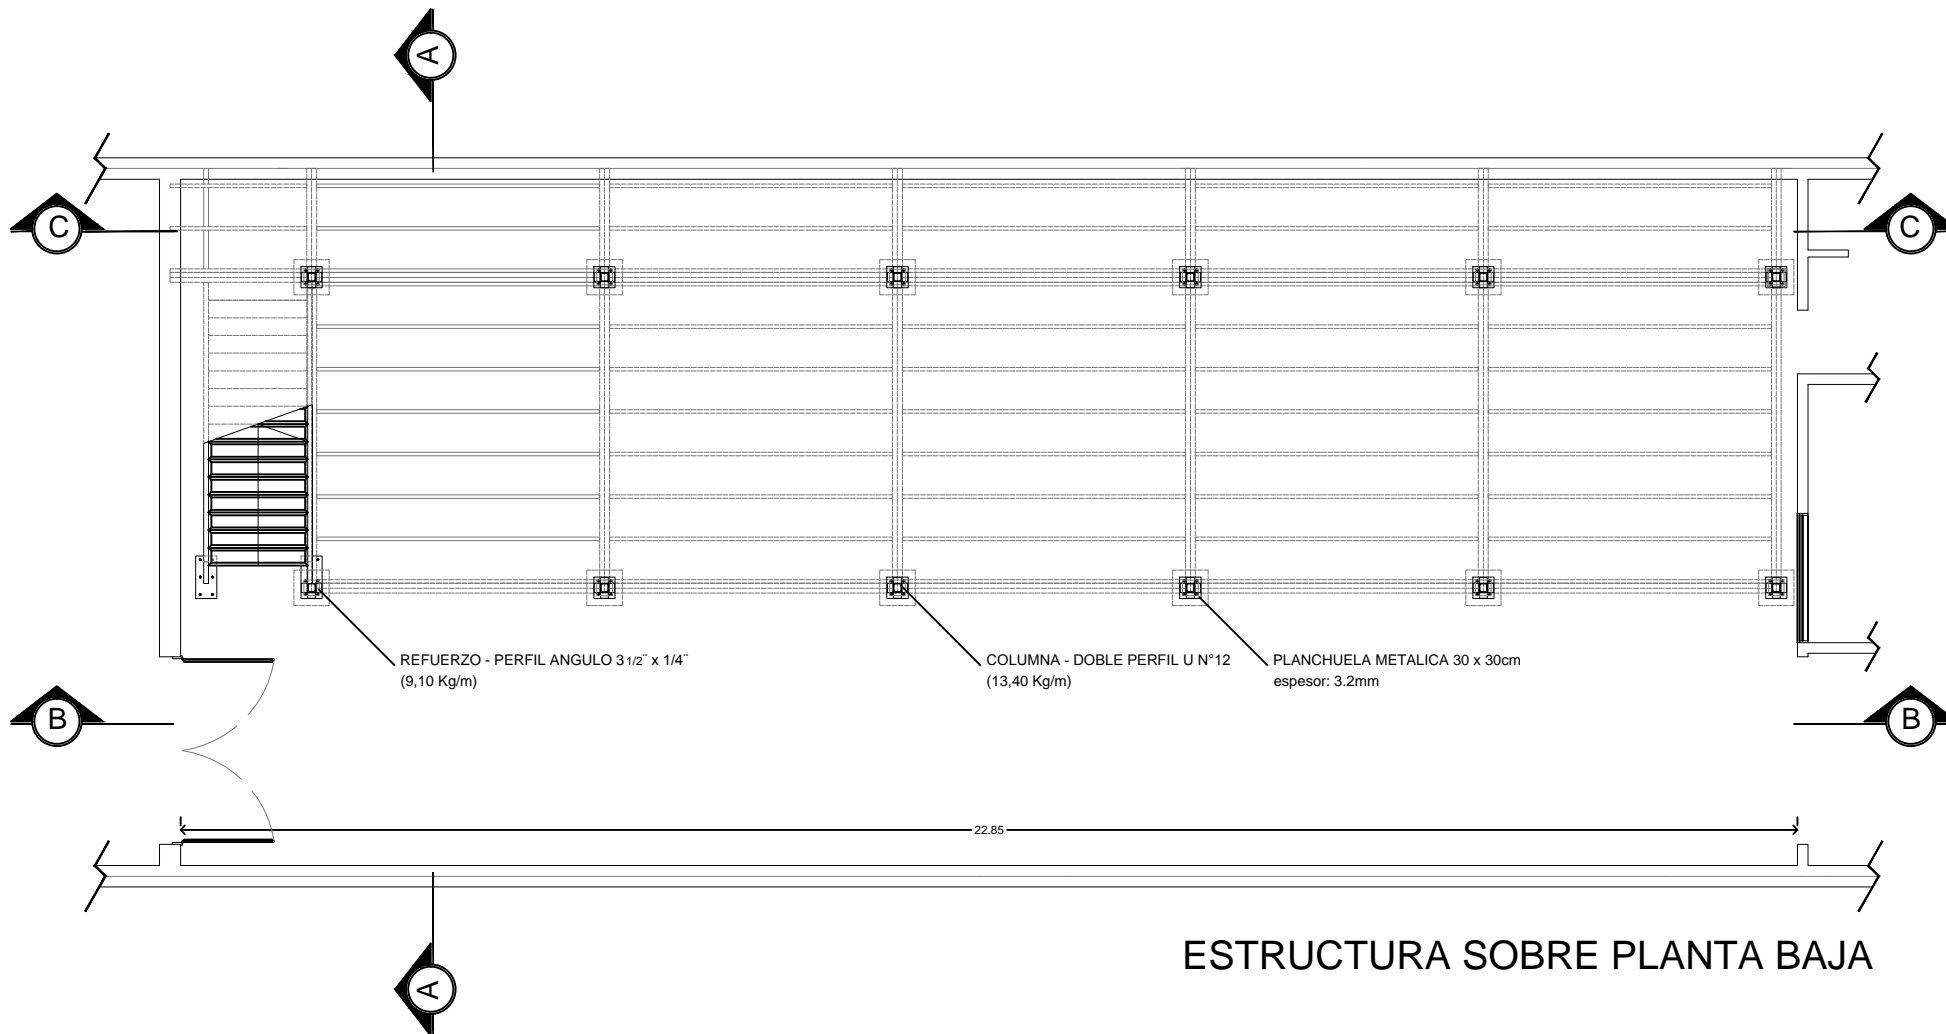 A
C
C
REFUERZO - PERFIL ANGULO 3 1/2¨ x 1/4¨
(9,10 Kg/m)
COLUMNA - DOBLE PERFIL U N°12
(13,40 Kg/m)
PLANCHUELA METALICA 30 x 30cm
espesor: 3.2mm
B
B
22.85
ESTRUCTURA SOBRE PLANTA BAJA
A